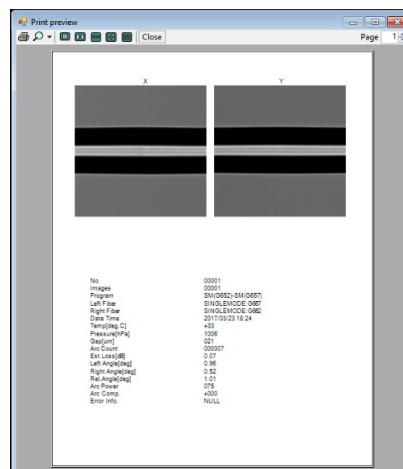 Print preview
Close
Page 1
X Y
No. 00001
Images 00001
Program SM(G652)-SM(G657)
Left Fiber SINGLEMODE:G657
Right Fiber SINGLEMODE:G652
Date Time 2017/03/23 18:24
Temp[deg.C] +33
Pressure[hPa] 1006
Gap[um] 021
Arc Count 000307
Est.Loss[dB] 0.07
Left Angle[deg] 0.96
Right Angle[deg] 0.52
Rel.Angle[deg] 1.01
Arc Power 075
Arc Comp. +000
Error Info. NULL